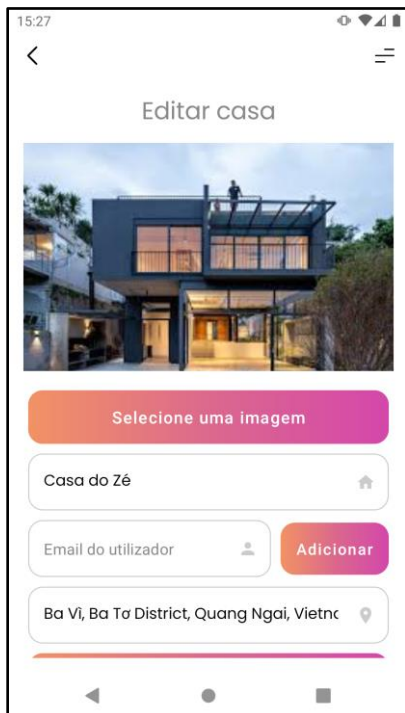 15:27
Editar casa
Selecione uma imagem
Casa do Zé
Email do utilizador
Adicionar
Ba Vì, Ba Tơ District, Quang Ngai, Vietnc